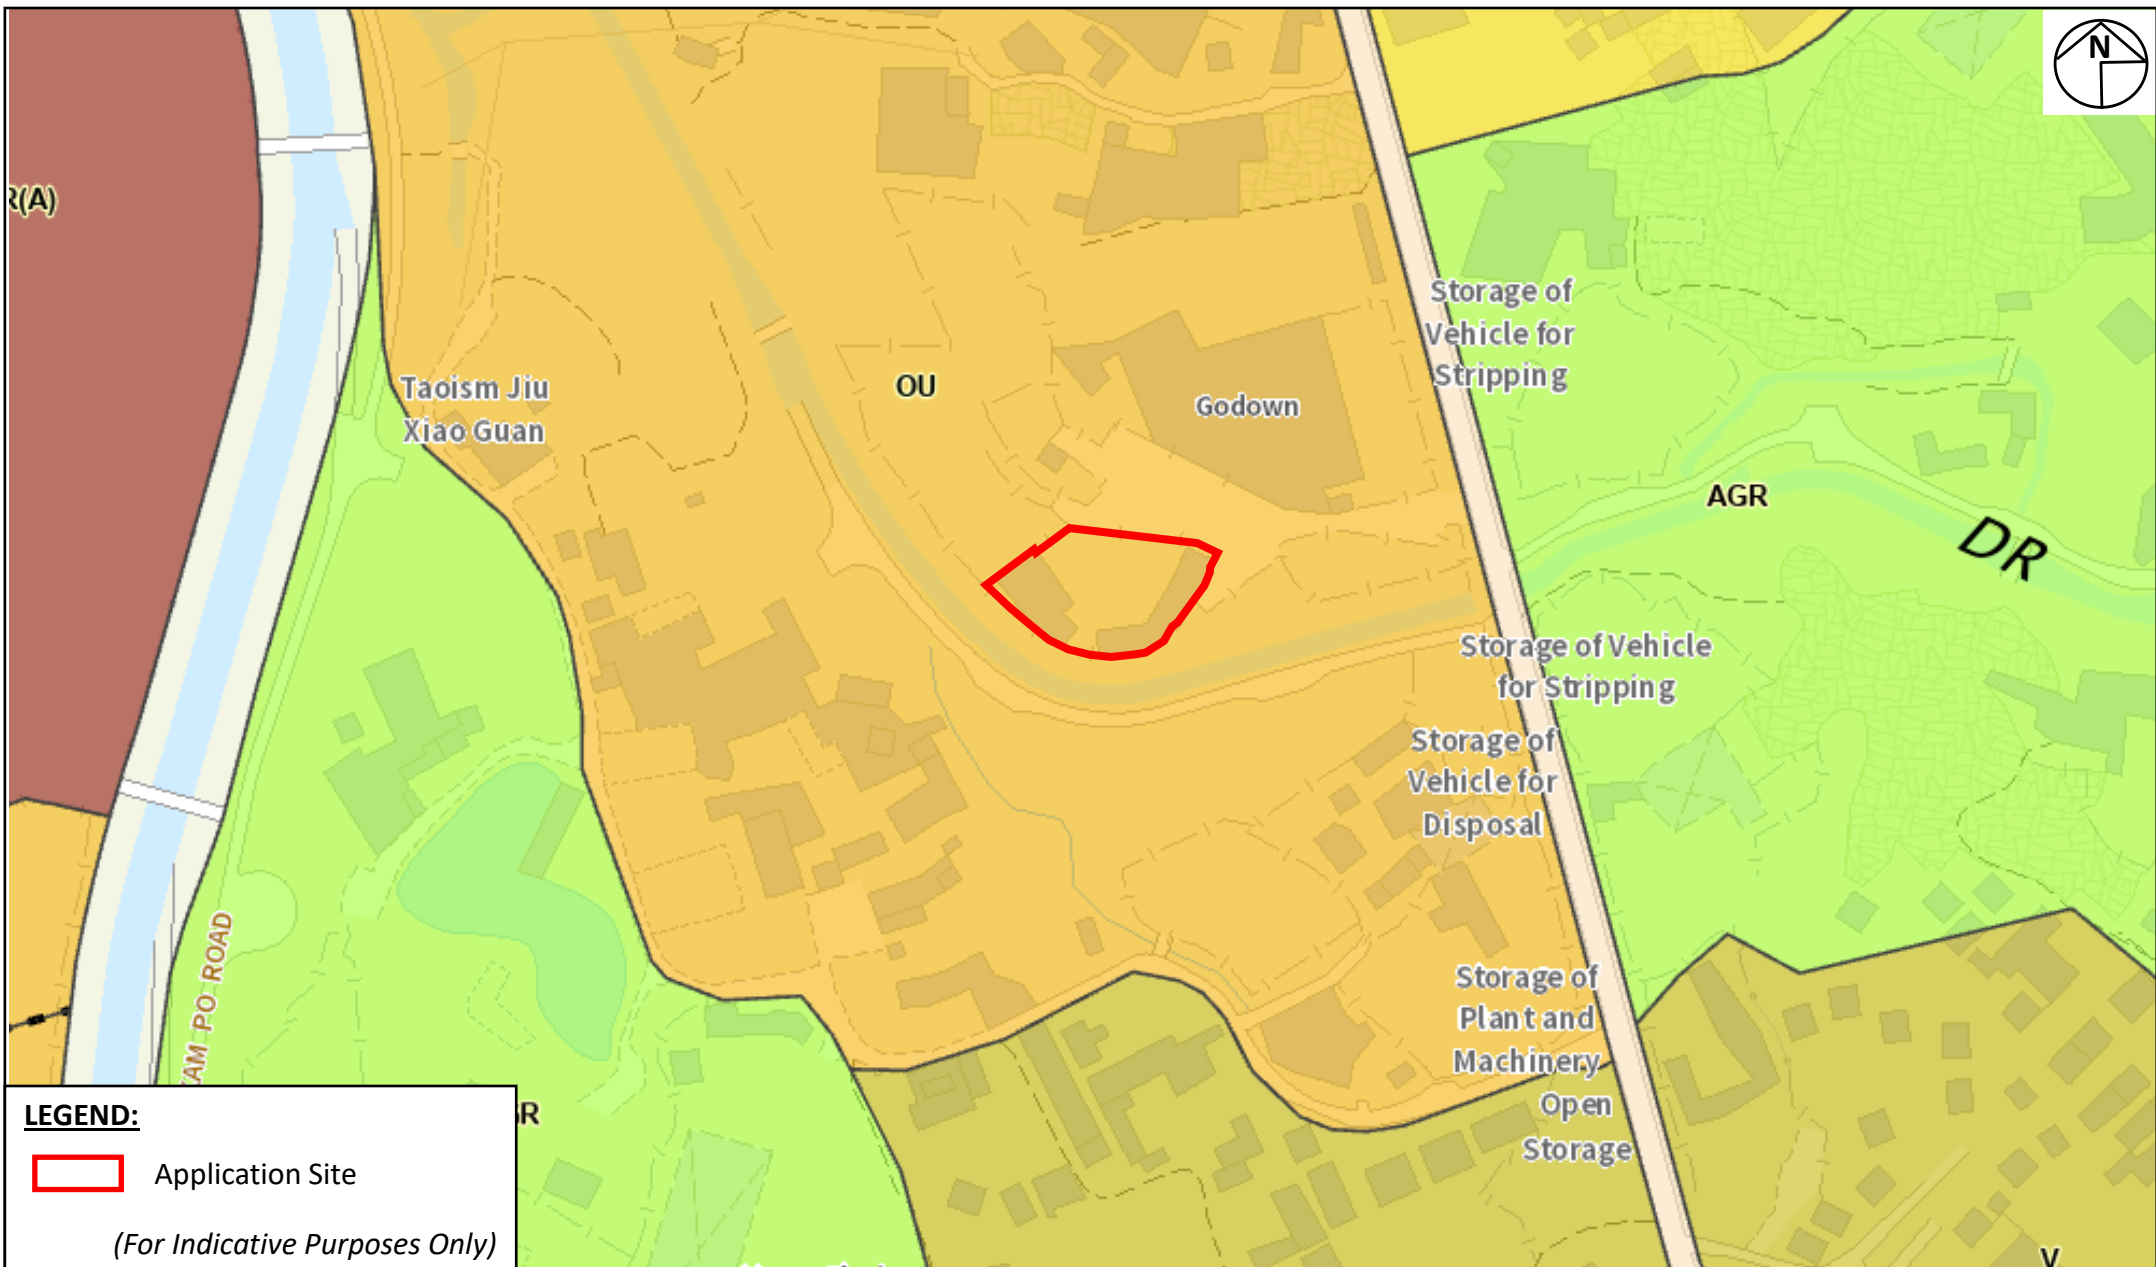 N
R(A)
Storage of
Vehicle for
Stripping
Taoism Jiu
Xiao Guan
OU
Godown
AGR
DR
Storage of Vehicle
for Stripping
Storage of
Vehicle for
Disposal
KAM PO ROAD
Storage of
Plant and
Machinery
Open
Storage
GR
V
LEGEND:
Application Site
(For Indicative Purposes Only)